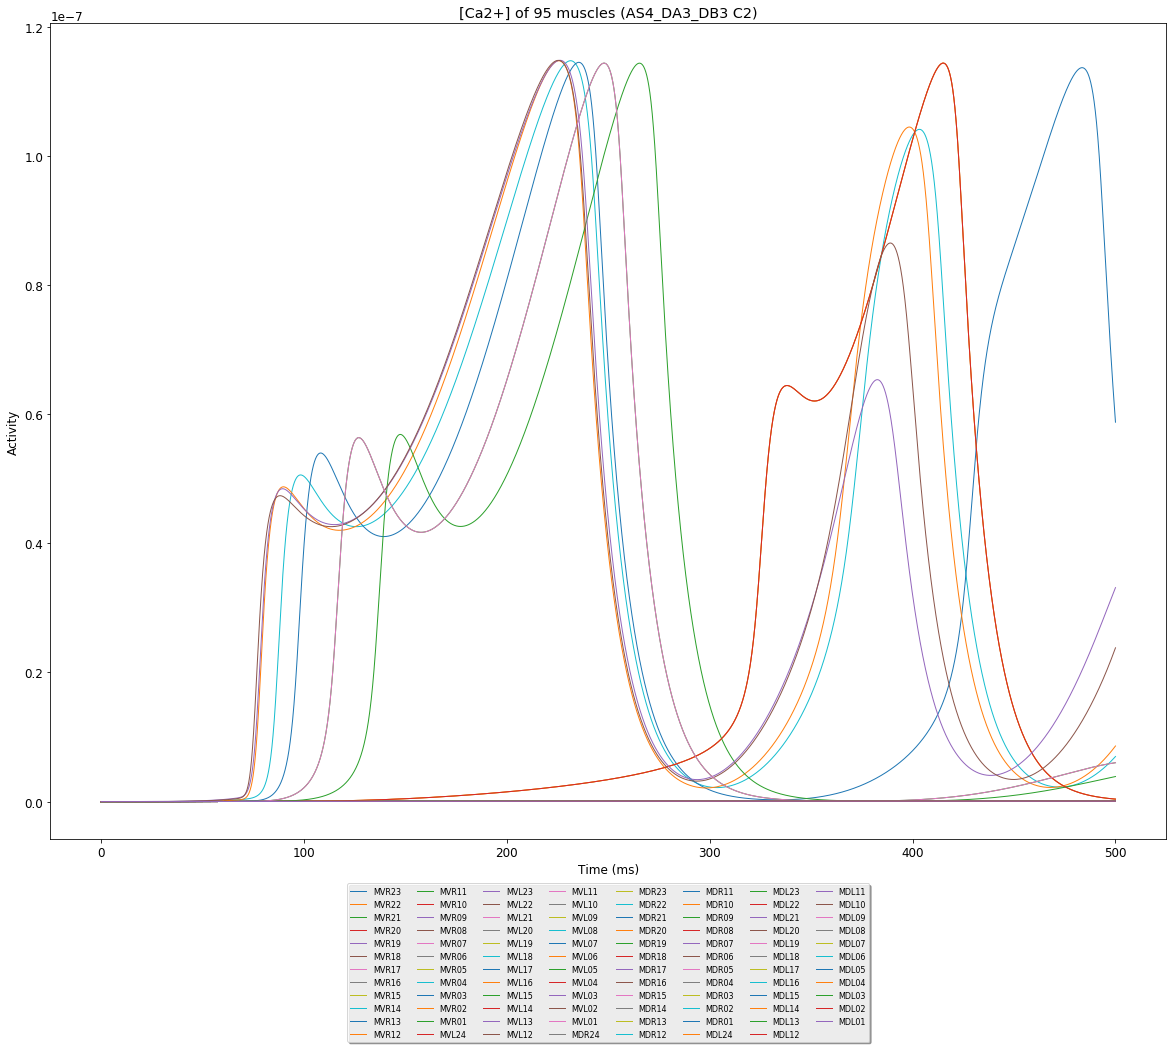 [Ca2+] of 95 muscles (AS4_DA3_DB3 C2)
1e−7
1.2
1.0
0.8
0.6
0.4
0.2
0.0
Activity
0 100 200 300 400 500
Time (ms)
MVR23 MVR11 MVL23 MVL11 MDR23 MDR11 MDL23 MDL11
MVR22 MVR10 MVL22 MVL10 MDR22 MDR10 MDL22 MDL10
MVR21 MVR09 MVL21 MVL09 MDR21 MDR09 MDL21 MDL09
MVR20 MVR08 MVL20 MVL08 MDR20 MDR08 MDL20 MDL08
MVR19 MVR07 MVL19 MVL07 MDR19 MDR07 MDL19 MDL07
MVR18 MVR06 MVL18 MVL06 MDR18 MDR06 MDL18 MDL06
MVR17 MVR05 MVL17 MVL05 MDR17 MDR05 MDL17 MDL05
MVR16 MVR04 MVL16 MVL04 MDR16 MDR04 MDL16 MDL04
MVR15 MVR03 MVL15 MVL03 MDR15 MDR03 MDL15 MDL03
MVR14 MVR02 MVL14 MVL02 MDR14 MDR02 MDL14 MDL02
MVR13 MVR01 MVL13 MVL01 MDR13 MDR01 MDL13 MDL01
MVR12 MVL24 MVL12 MDR24 MDR12 MDL24 MDL12